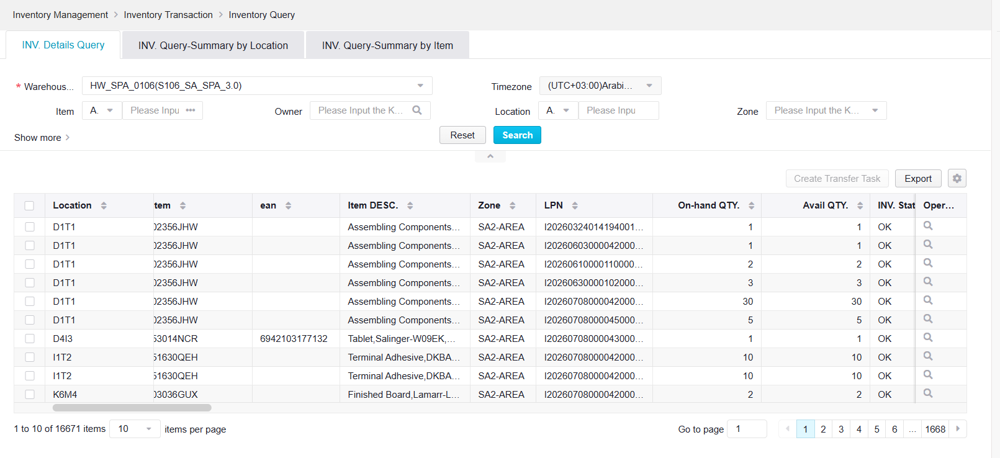 Inventory Management > Inventory Transaction > Inventory Query
INV. Details Query INV. Query-Summary by Location INV. Query-Summary by Item
* Warehous... HW_SPA_0106(S106_SA_SPA_3.0) Timezone (UTC+03:00)Arabi...
Item A. Please Inpu ••• Owner Please Input the K... Location A. Please Inpu Zone Please Input the K...
Show more > Reset Search
Create Transfer Task Export
Location tem ean Item DESC. Zone LPN On-hand QTY. Avail QTY. INV. Stat Oper...
D1T1 02356JHW Assembling Components... SA2-AREA I20260324014194001... 1 1 OK
D1T1 02356JHW Assembling Components... SA2-AREA I20260603000042000... 1 1 OK
D1T1 02356JHW Assembling Components... SA2-AREA I20260610000110000... 2 2 OK
D1T1 02356JHW Assembling Components... SA2-AREA I20260630000102000... 3 3 OK
D1T1 02356JHW Assembling Components... SA2-AREA I20260708000042000... 30 30 OK
D1T1 02356JHW Assembling Components... SA2-AREA I20260708000045000... 5 5 OK
D4I3 53014NCR 6942103177132 Tablet,Salinger-W09EK,... SA2-AREA I20260708000043000... 1 1 OK
I1T2 51630QEH Terminal Adhesive,DKBA... SA2-AREA I20260708000042000... 10 10 OK
I1T2 51630QEH Terminal Adhesive,DKBA... SA2-AREA I20260708000042000... 10 10 OK
K6M4 03036GUX Finished Board,Lamarr-L... SA2-AREA I20260708000042000... 2 2 OK
1 to 10 of 16671 items 10 items per page Go to page 1 1 2 3 4 5 6 ... 1668